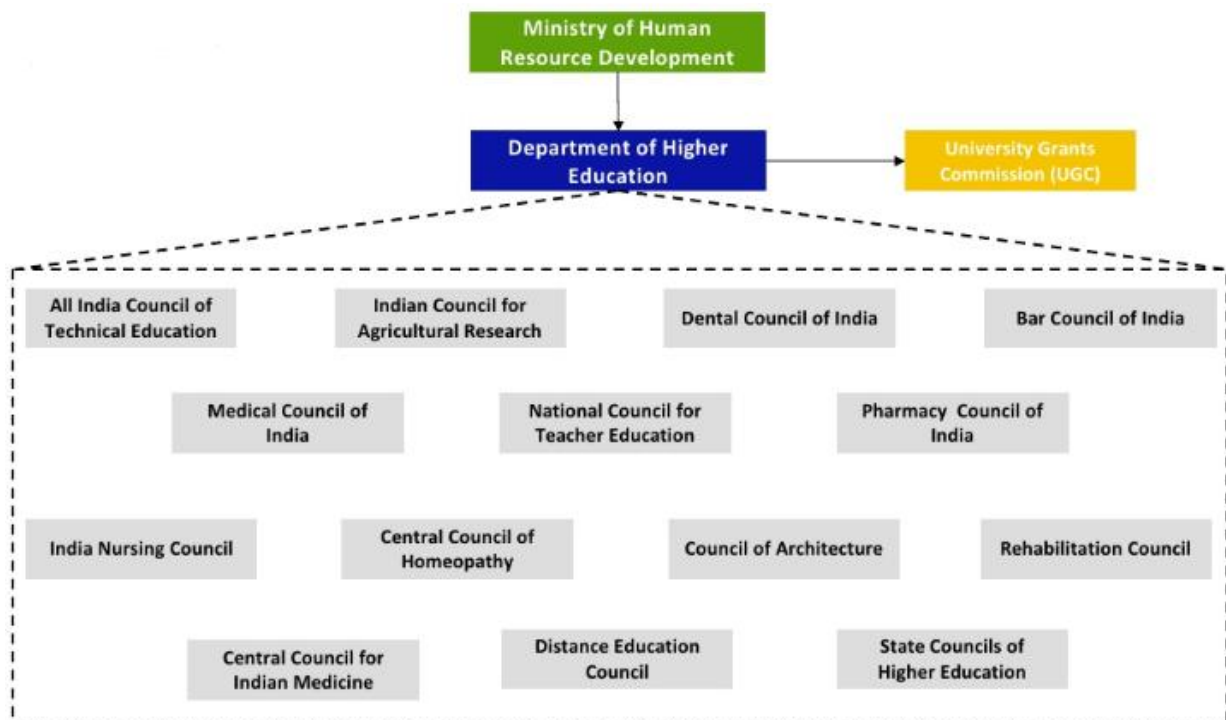 Ministry of Human
Resource Development
Department of Higher
Education
University Grants
Commission (UGC)
All India Council of
Technical Education
Indian Council for
Agricultural Research
Dental Council of India
Bar Council of India
Medical Council of
India
National Council for
Teacher Education
Pharmacy Council of
India
India Nursing Council
Central Council of
Homeopathy
Council of Architecture
Rehabilitation Council
Central Council for
Indian Medicine
Distance Education
Council
State Councils of
Higher Education